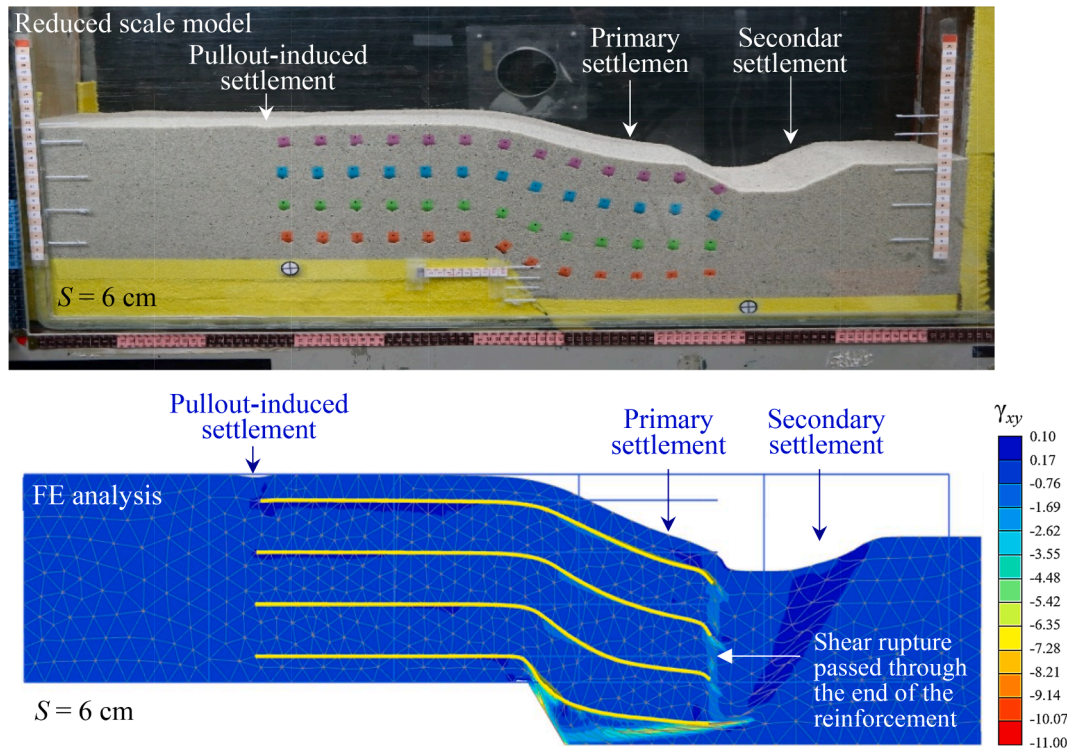 Reduced scale model
Pullout-induced
settlement
Primary
settlemen
Secondar
settlement
S = 6 cm
Pullout-induced
settlement
Primary
settlement
Secondary
settlement
FE analysis
Shear rupture
passed through
the end of the
reinforcement
S = 6 cm
γxy
0.10
0.17
-0.76
-1.69
-2.62
-3.55
-4.48
-5.42
-6.35
-7.28
-8.21
-9.14
-10.07
-11.00